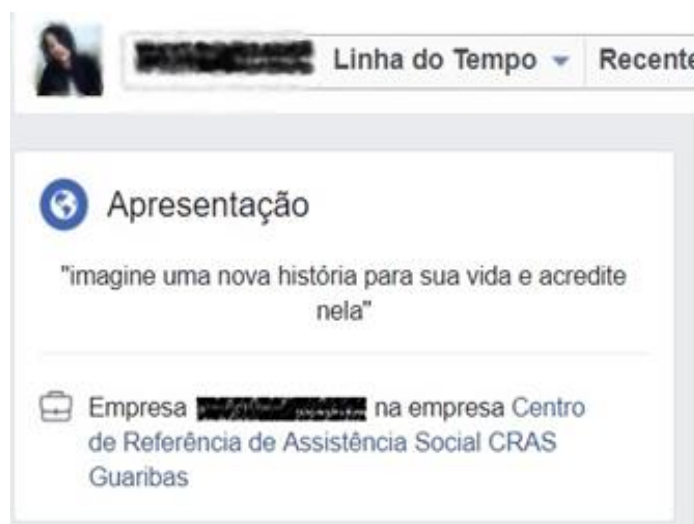 Linha do Tempo Recente
Apresentação
"imagine uma nova história para sua vida e acredite
nela"
Empresa na empresa Centro
de Referência de Assistência Social CRAS
Guaribas